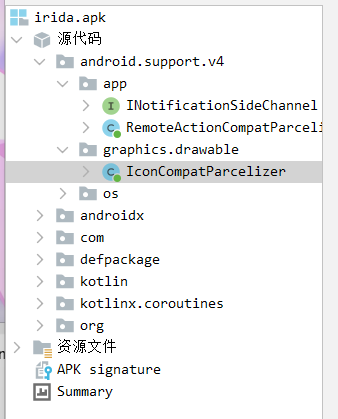 irida.apk
源代码
android.support.v4
app
I INotificationSideChannel
C RemoteActionCompatParceli
graphics.drawable
C IconCompatParcelizer
os
androidx
com
defpackage
kotlin
kotlinx.coroutines
org
资源文件
APK signature
Summary